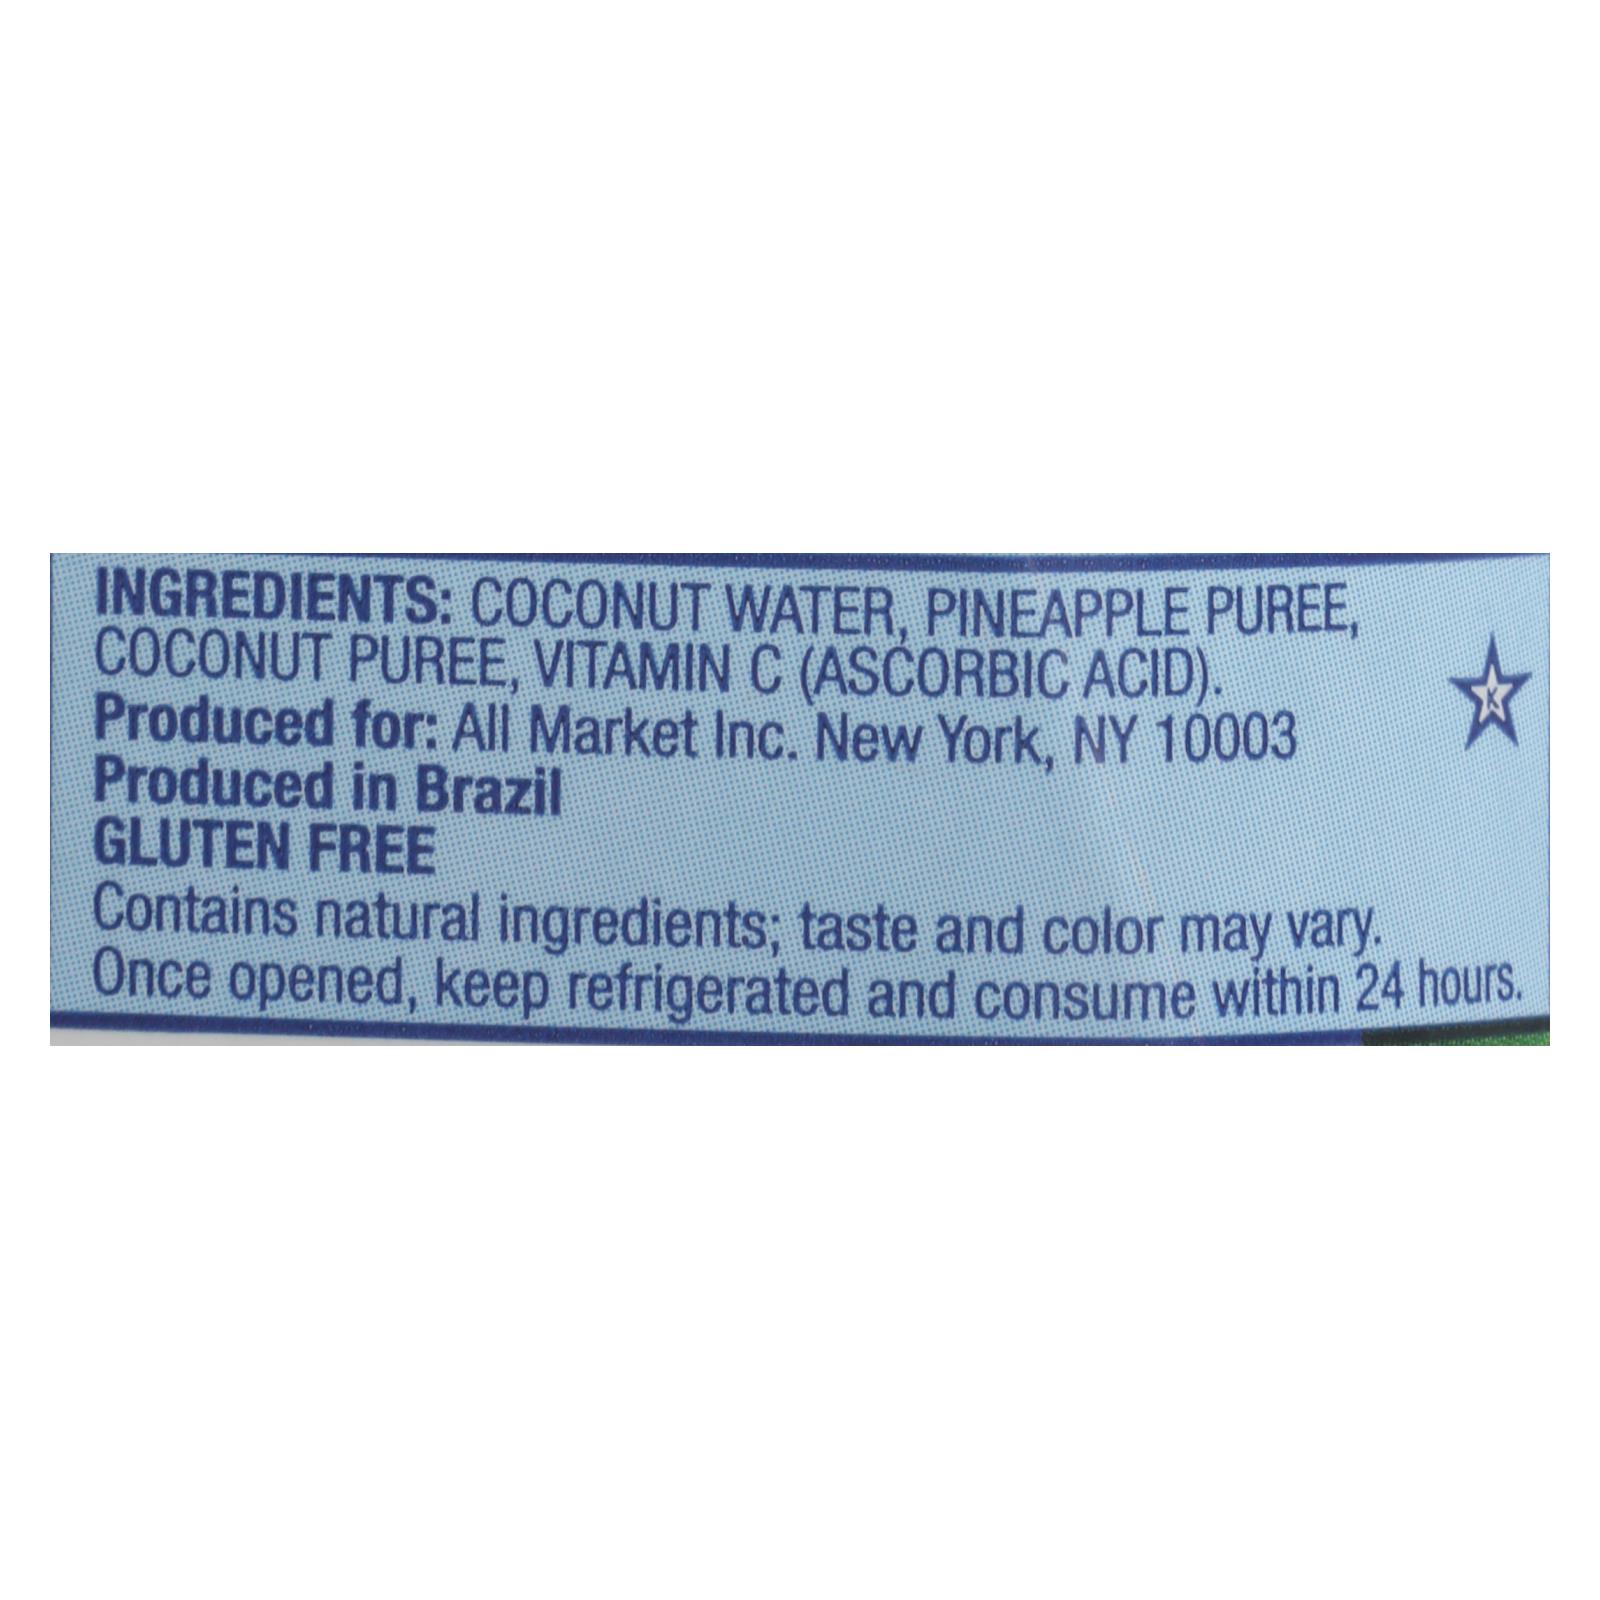 INGREDIENTS: COCONUT WATER, PINEAPPLE PUREE,
COCONUT PUREE, VITAMIN C (ASCORBIC ACID).
Produced for: All Market Inc. New York, NY 10003
K
Produced in Brazil
GLUTEN FREE
Contains natural ingredients; taste and color may vary.
Once opened, keep refrigerated and consume within 24 hours.